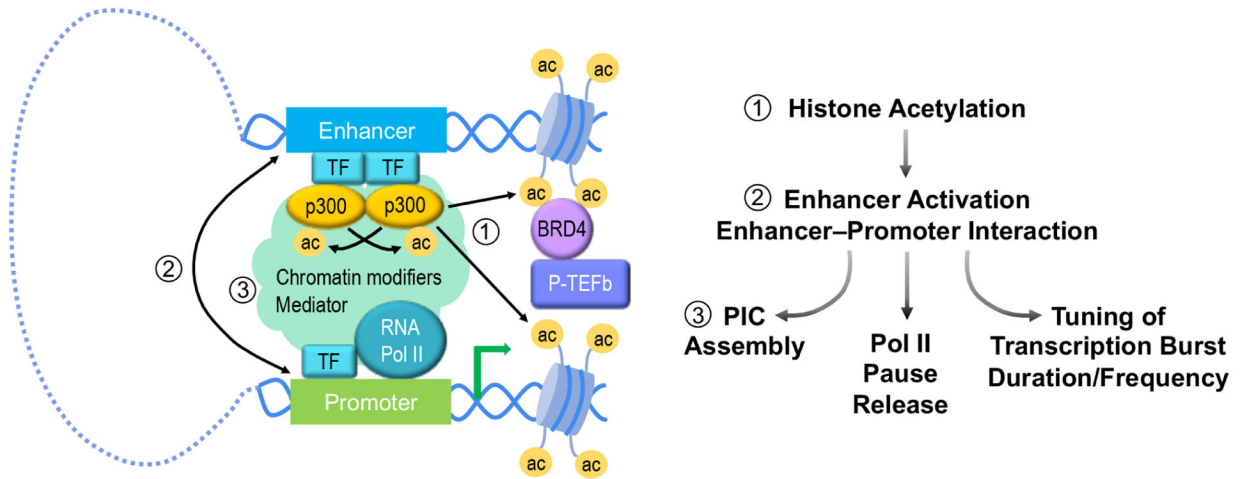 ac
ac
Enhancer
TF
TF
p300
p300
ac
ac
①
ac
ac
BRD4
②
③
Chromatin modifiers
Mediator
P-TEFb
RNA
Pol II
TF
ac
ac
Promoter
ac
ac
① Histone Acetylation
② Enhancer Activation
Enhancer–Promoter Interaction
③ PIC
Assembly
Pol II
Pause
Release
Tuning of
Transcription Burst
Duration/Frequency